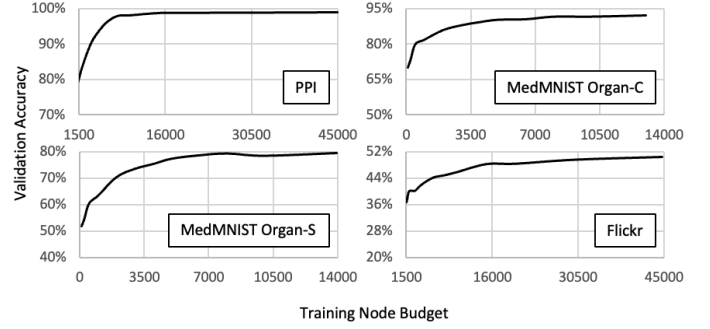 Validation Accuracy
100%
90%
80%
70%
1500 16000 30500 45000
PPI
95%
80%
65%
50%
0 3500 7000 10500 14000
MedMNIST Organ-C
80%
70%
60%
50%
40%
0 3500 7000 10500 14000
MedMNIST Organ-S
52%
44%
36%
28%
20%
1500 16000 30500 45000
Flickr
Training Node Budget